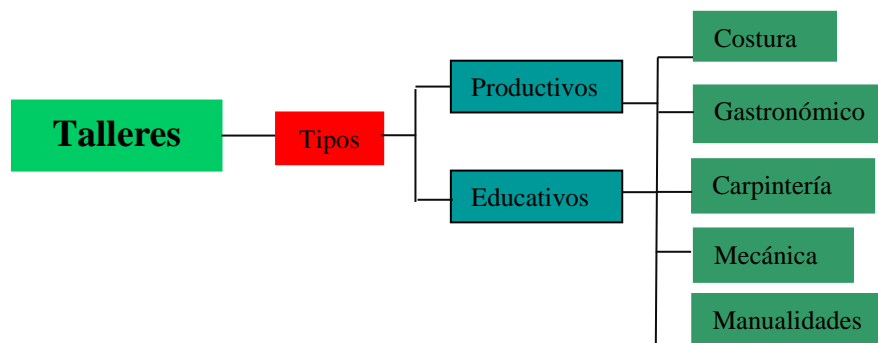 Talleres
Tipos
Productivos
Educativos
Costura
Gastronómico
Carpintería
Mecánica
Manualidades